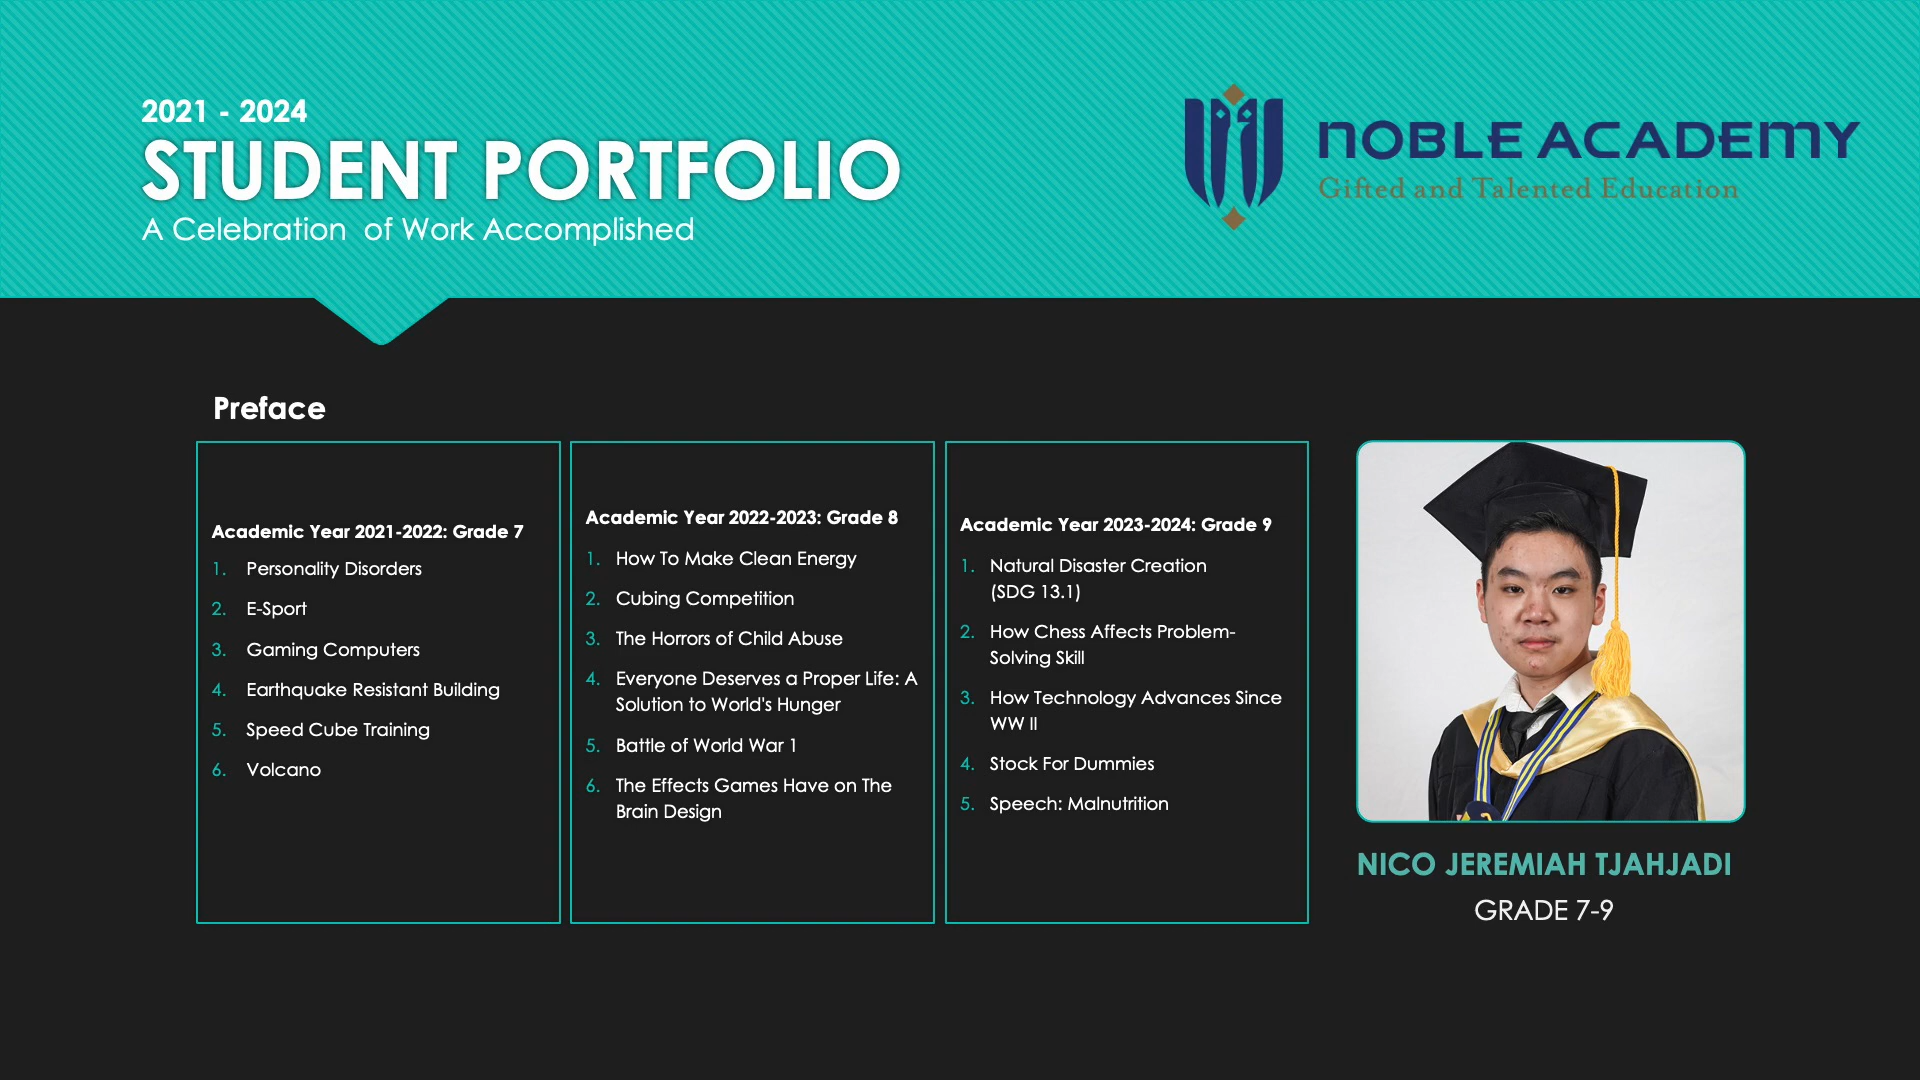 2021 - 2024
STUDENT PORTFOLIO
A Celebration of Work Accomplished
NOBLE ACADEMY
Gifted and Talented Education
Preface
Academic Year 2021-2022: Grade 7
1. Personality Disorders
2. E-Sport
3. Gaming Computers
4. Earthquake Resistant Building
5. Speed Cube Training
6. Volcano
Academic Year 2022-2023: Grade 8
1. How To Make Clean Energy
2. Cubing Competition
3. The Horrors of Child Abuse
4. Everyone Deserves a Proper Life: A
Solution to World's Hunger
5. Battle of World War 1
6. The Effects Games Have on The
Brain Design
Academic Year 2023-2024: Grade 9
1. Natural Disaster Creation
(SDG 13.1)
2. How Chess Affects Problem-
Solving Skill
3. How Technology Advances Since
WW II
4. Stock For Dummies
5. Speech: Malnutrition
NICO JEREMIAH TJAHJADI
GRADE 7-9